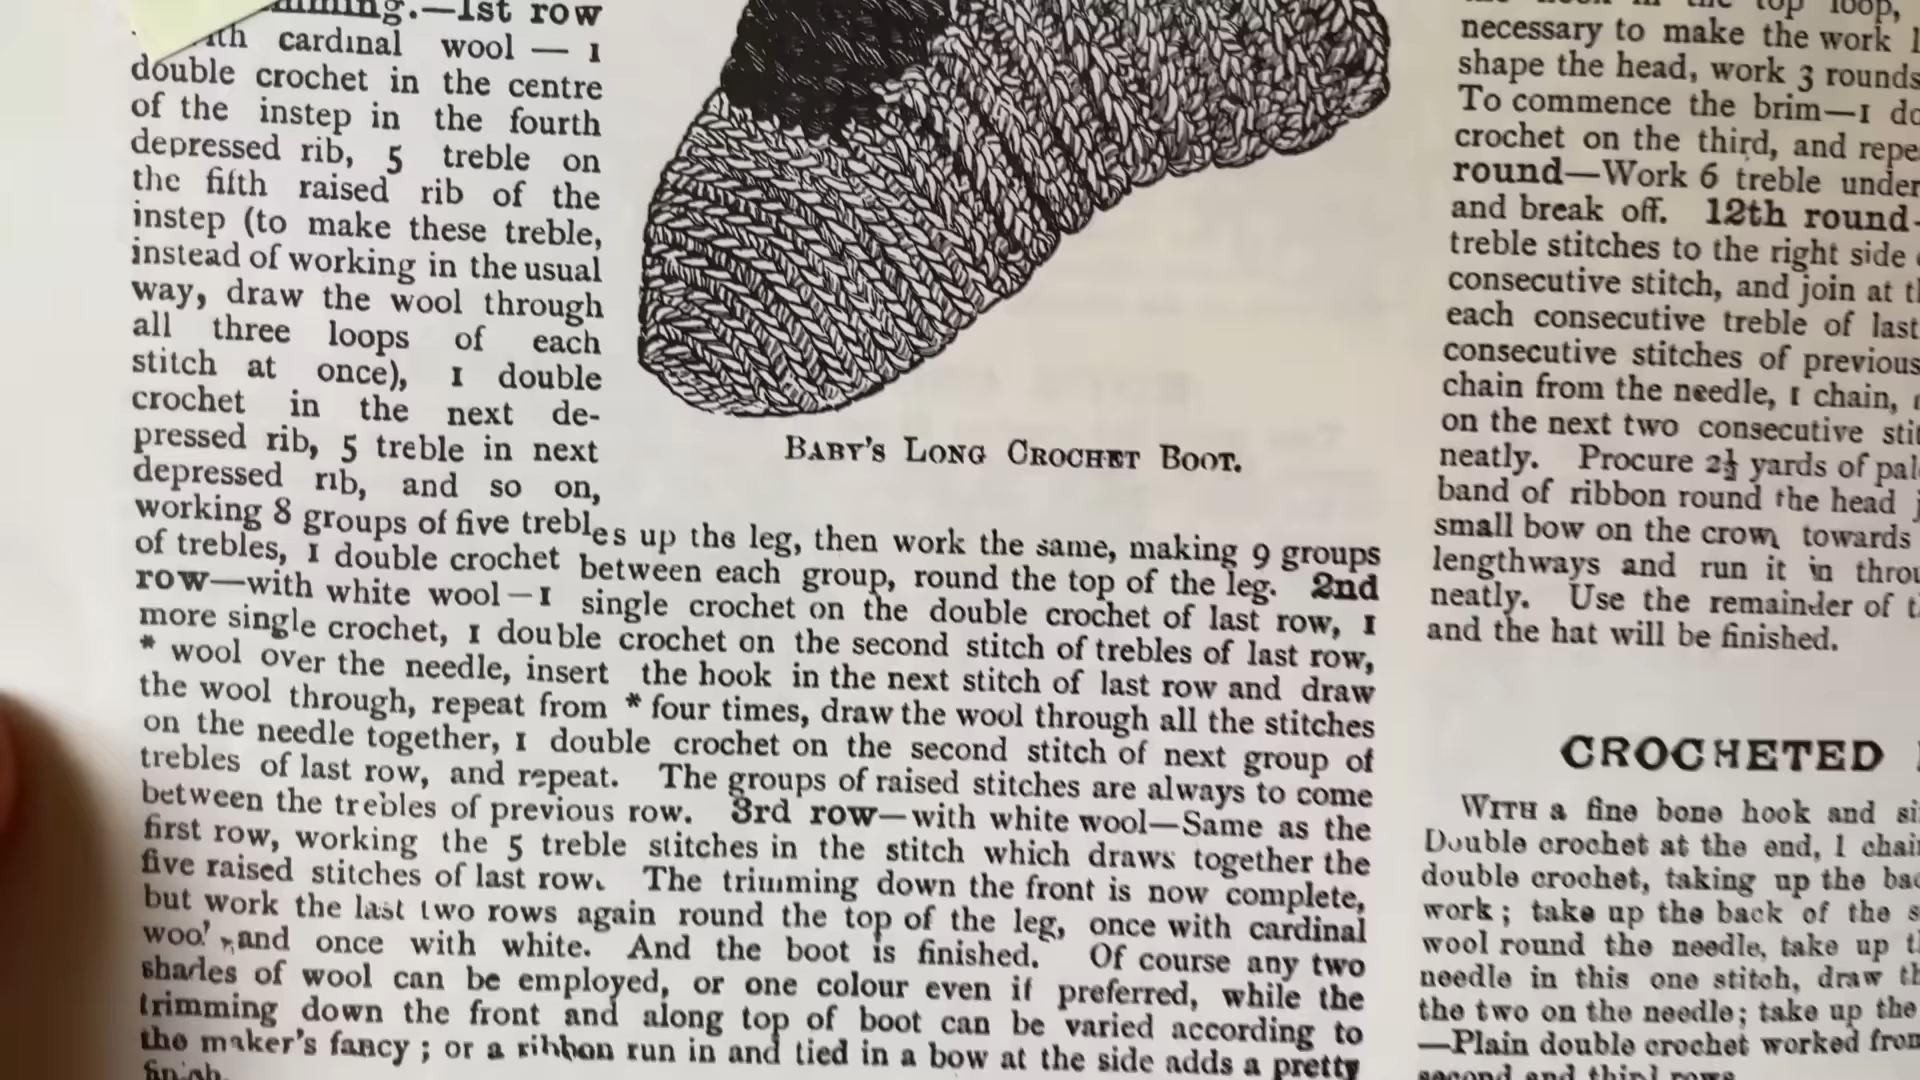 .—1st row
cardinal wool — 1
double crochet in the centre
of the instep in the fourth
depressed rib, 5 treble on
the fifth raised rib of the
instep (to make these treble,
instead of working in the usual
way, draw the wool through
all three loops of each
stitch at once), 1 double
crochet in the next de-
pressed rib, 5 treble in next
depressed rib, and so on,
working 8 groups of five trebles up the leg, then work the same, making 9 groups
of trebles, 1 double crochet between each group, round the top of the leg. 2nd
row—with white wool—1 single crochet on the double crochet of last row, 1
more single crochet, 1 double crochet on the second stitch of trebles of last row,
* wool over the needle, insert the hook in the next stitch of last row and draw
the wool through, repeat from * four times, draw the wool through all the stitches
on the needle together, 1 double crochet on the second stitch of next group of
trebles of last row, and repeat. The groups of raised stitches are always to come
between the trebles of previous row. 3rd row—with white wool—Same as the
first row, working the 5 treble stitches in the stitch which draws together the
five raised stitches of last row. The trimming down the front is now complete,
but work the last two rows again round the top of the leg, once with cardinal
wool, and once with white. And the boot is finished. Of course any two
shades of wool can be employed, or one colour even if preferred, while the
trimming down the front and along top of boot can be varied according to
the maker's fancy; or a ribbon run in and tied in a bow at the side adds a pretty
finish.
BABY'S LONG CROCHET BOOT.
top loop,
necessary to make the work
shape the head, work 3 rounds
To commence the brim—1
crochet on the third, and
round—Work 6 treble under
and break off. 12th round
treble stitches to the right side
consecutive stitch, and join at
each consecutive treble of last
consecutive stitches of previous
chain from the needle, 1 chain,
on the next two consecutive
neatly. Procure 2½ yards of
band of ribbon round the head
small bow on the crown towards
lengthways and run it in
neatly. Use the remainder of
and the hat will be finished.
CROCHETED
WITH a fine bone hook and
Double crochet at the end, 1
double crochet, taking up the
work; take up the back of the
wool round the needle, take up
needle in this one stitch, draw
the two on the needle; take up the
—Plain double crochet worked
second and third rows